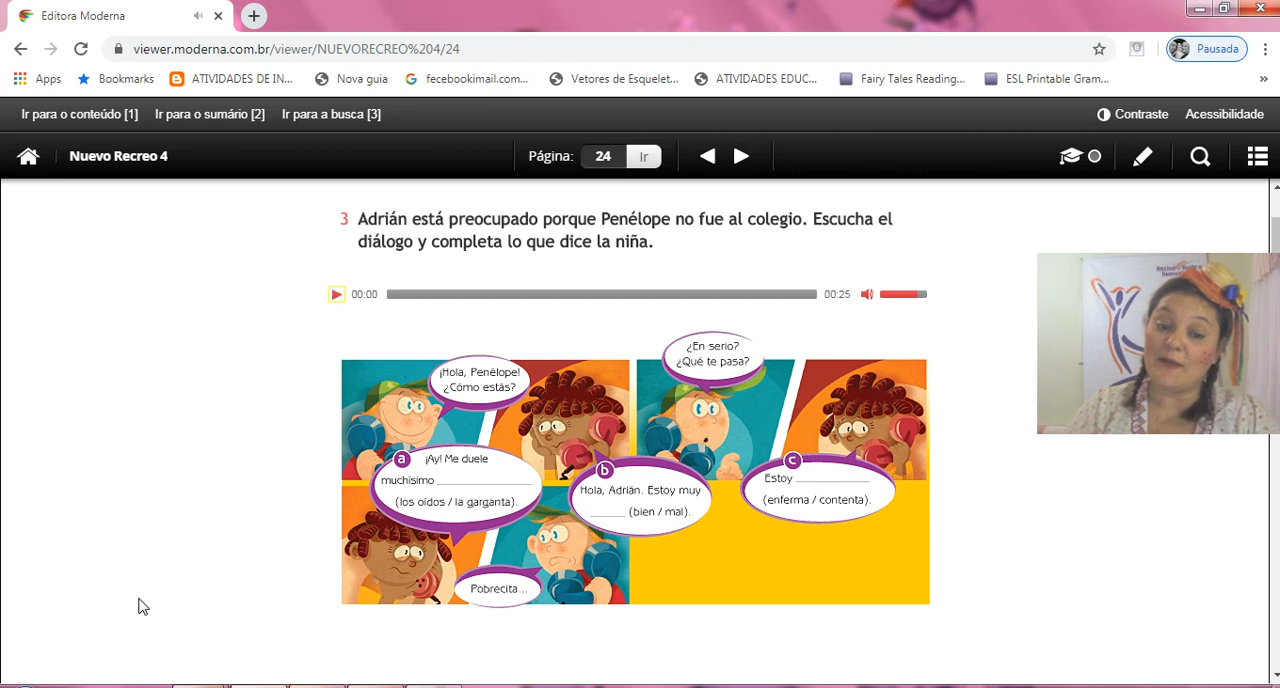 Editora Moderna
viewer.moderna.com.br/viewer/NUEVORECREO%204/24
Pausada
Apps
Bookmarks
ATIVIDADES DE IN...
Nova guia
fecebookimail.com...
Vetores de Esquelet...
ATIVIDADES EDUC...
Fairy Tales Reading...
ESL Printable Gram...
»
Ir para o conteúdo [1]
Ir para o sumário [2]
Ir para a busca [3]
Contraste
Acessibilidade
Nuevo Recreo 4
Página:
24
Ir
3 Adrián está preocupado porque Penélope no fue al colegio. Escucha el
diálogo y completa lo que dice la niña.
00:00
00:25
¡Hola, Penélope!
¿Cómo estás?
¿En serio?
¿Qué te pasa?
a ¡Ay! Me duele
muchísimo ________________
(los oídos / la garganta).
b
Hola, Adrián. Estoy muy
______ (bien / mal).
c
Estoy ____________
(enferma / contenta).
Pobrecita...